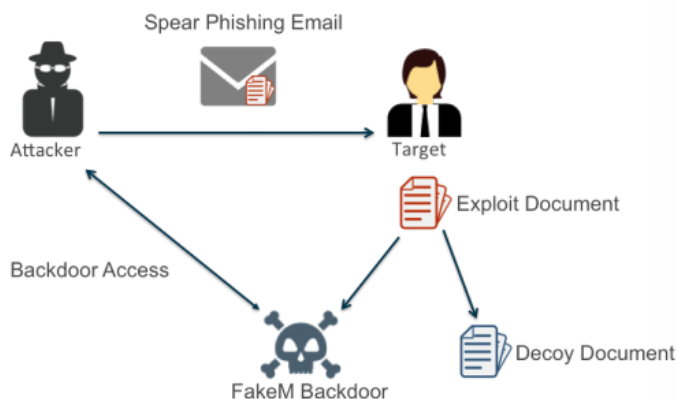 Spear Phishing Email
Attacker
Target
Exploit Document
Backdoor Access
Decoy Document
FakeM Backdoor